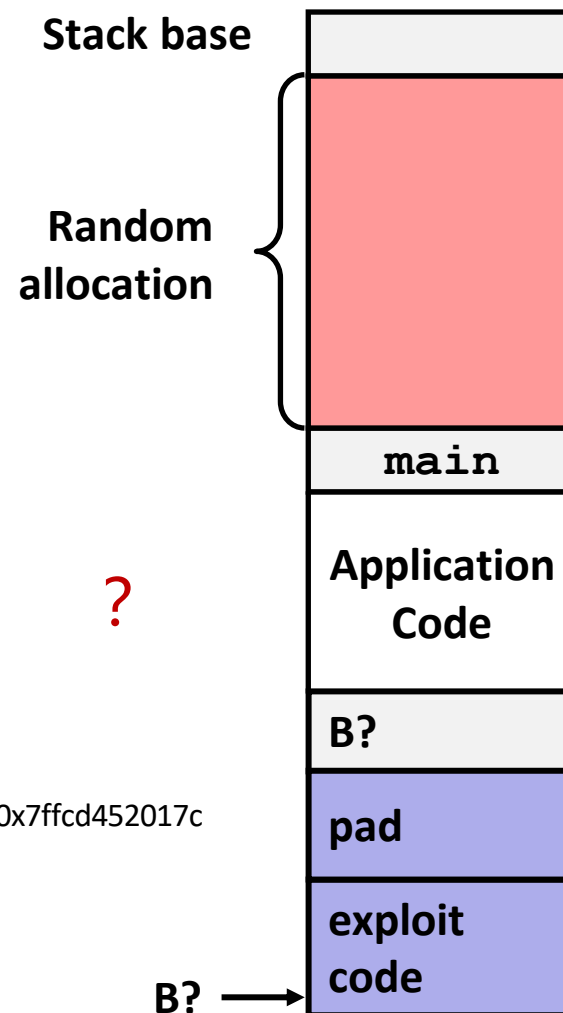 Stack base
Random
allocation
main
?
Application
Code
B?
0x7ffcd452017c
pad
exploit
code
B?